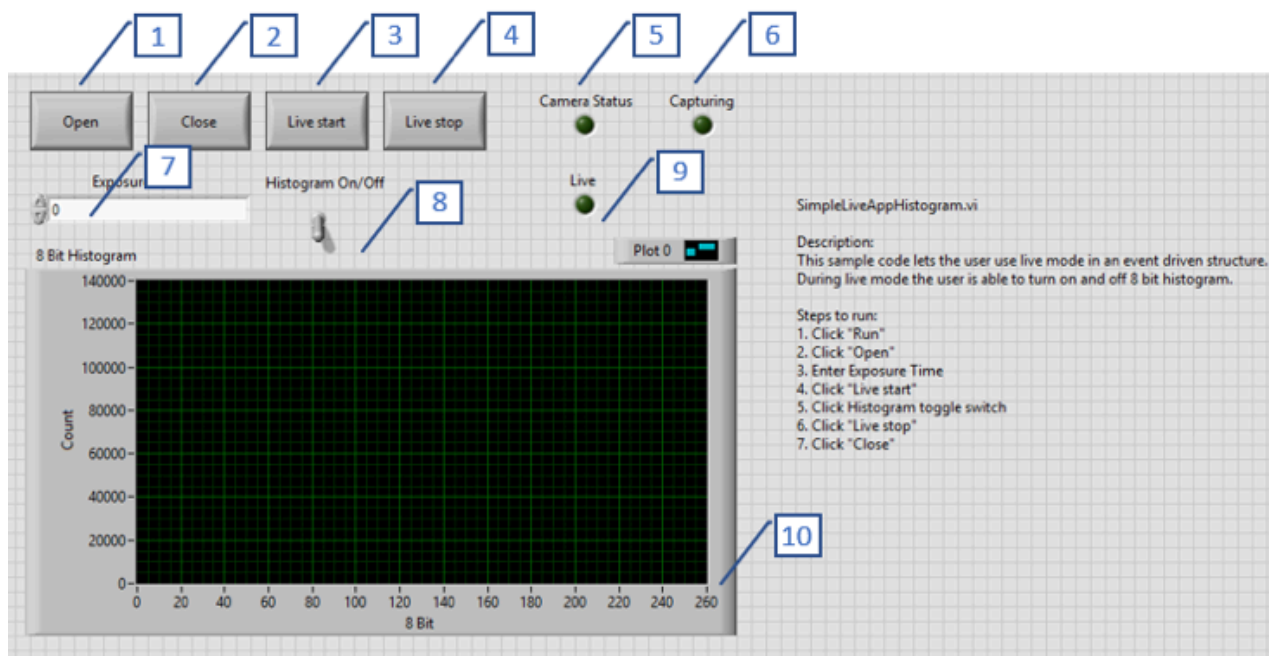 1
2
3
4
5
6
Open
Close
Live start
Live stop
Camera Status
Capturing
7
8
9
Histogram On/Off
Live
0
8 Bit Histogram
Plot 0
140000
120000
100000
80000
60000
40000
20000
0
Count
0 20 40 60 80 100 120 140 160 180 200 220 240 260
8 Bit
10
SimpleLiveAppHistogram.vi
Description:
This sample code lets the user use live mode in an event driven structure.
During live mode the user is able to turn on and off 8 bit histogram.
Steps to run:
1. Click "Run"
2. Click "Open"
3. Enter Exposure Time
4. Click "Live start"
5. Click Histogram toggle switch
6. Click "Live stop"
7. Click "Close"